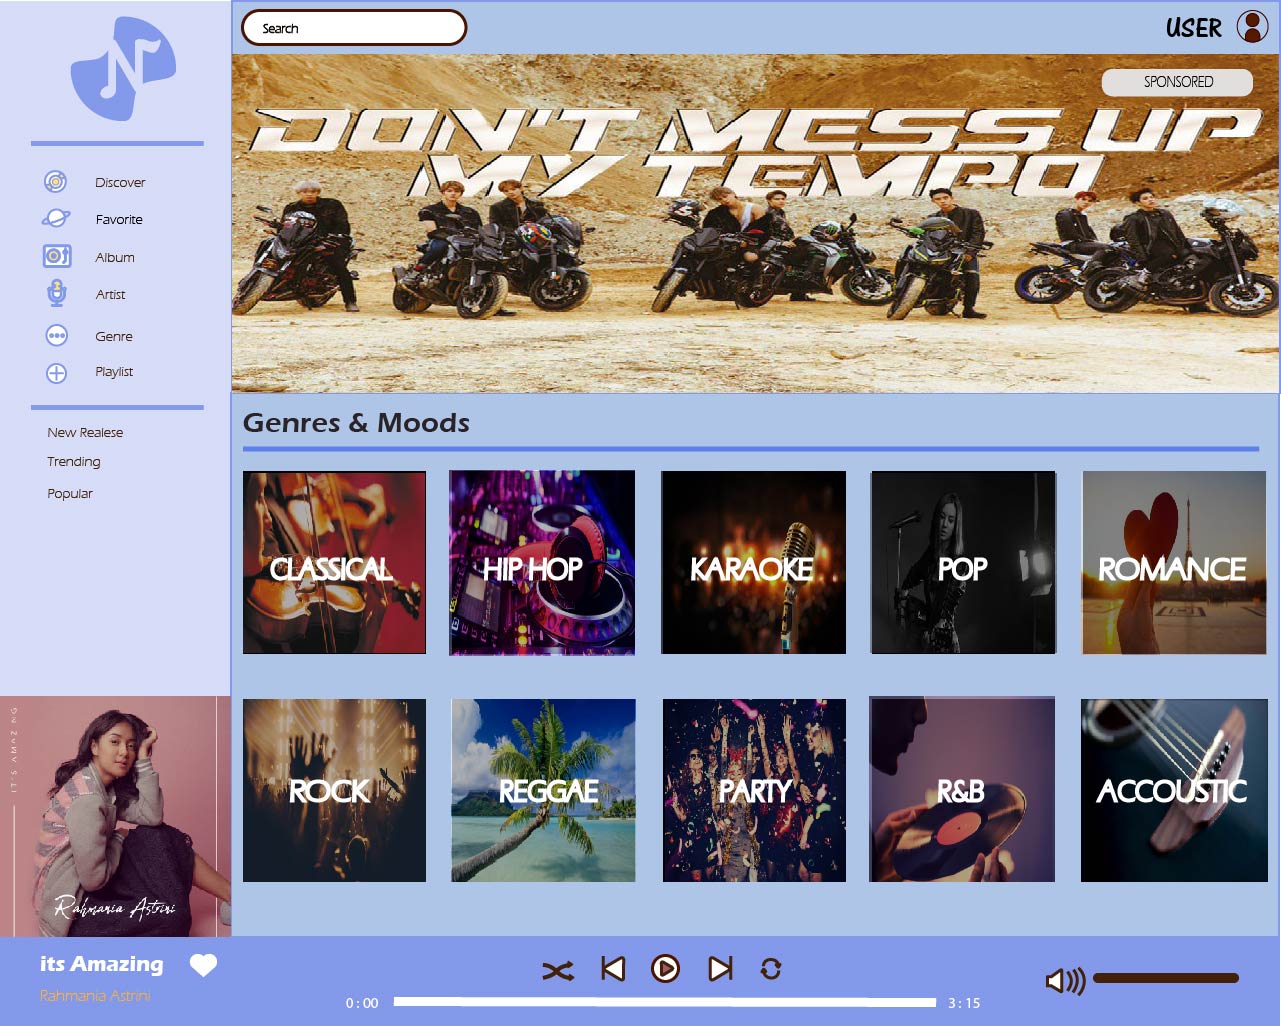 Search
USER
SPONSORED
DON'T MESS UP
MY TEMPO
N
Discover
Favorite
Album
Artist
Genre
Playlist
New Realese
Trending
Popular
Genres & Moods
CLASSICAL
HIP HOP
KARAOKE
POP
ROMANCE
ROCK
REGGAE
PARTY
R&B
ACCOUSTIC
IT'S AMAZING
Rahmania Astrini
its Amazing
Rahmania Astrini
0 : 00
3 : 15